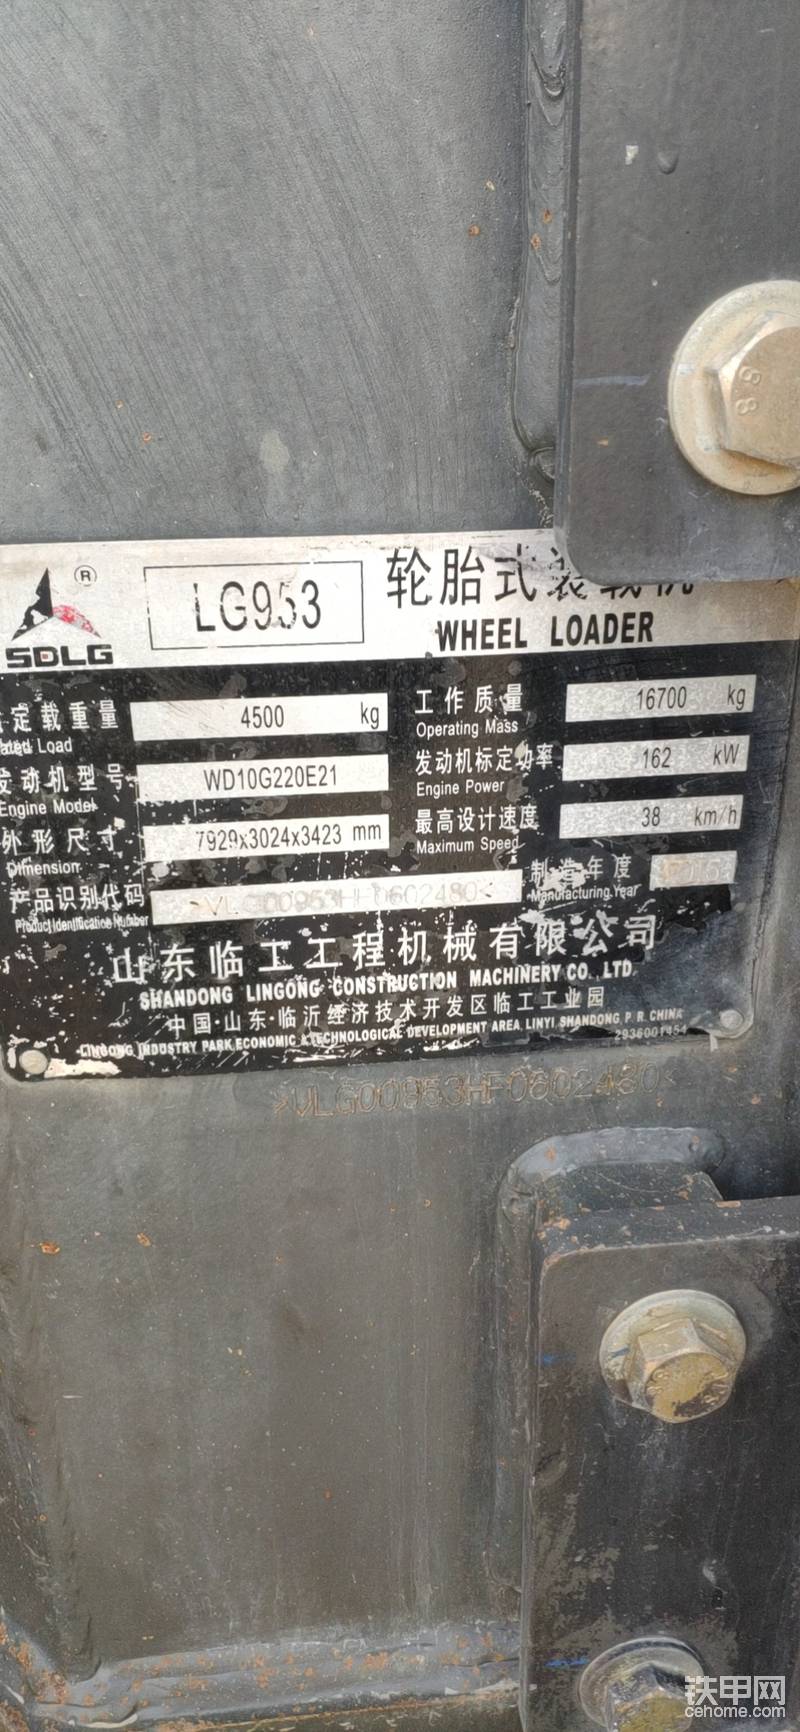 ®
SDLG
LG953
轮胎式装载机
WHEEL LOADER
定载重量 4500 kg
Load
工作质量 16700 kg
Operating Mass
发动机型号 WD10G220E21
Engine Model
发动机标定功率 162 kW
Engine Power
外形尺寸 7929x3024x3423 mm
Dimension
最高设计速度 38 km/h
Maximum Speed
产品识别代码
Product Identification Number
制造年度
Manufacturing Year
山东临工工程机械有限公司
SHANDONG LINGONG CONSTRUCTION MACHINERY CO., LTD.
中国·山东·临沂经济技术开发区临工工业园
LINGONG INDUSTRY PARK ECONOMIC & TECHNOLOGICAL DEVELOPMENT AREA, LINYI SHANDONG, P. R. CHINA
2936001454
>VLG00953HF0602480<
8.8
铁甲网
cehome.com